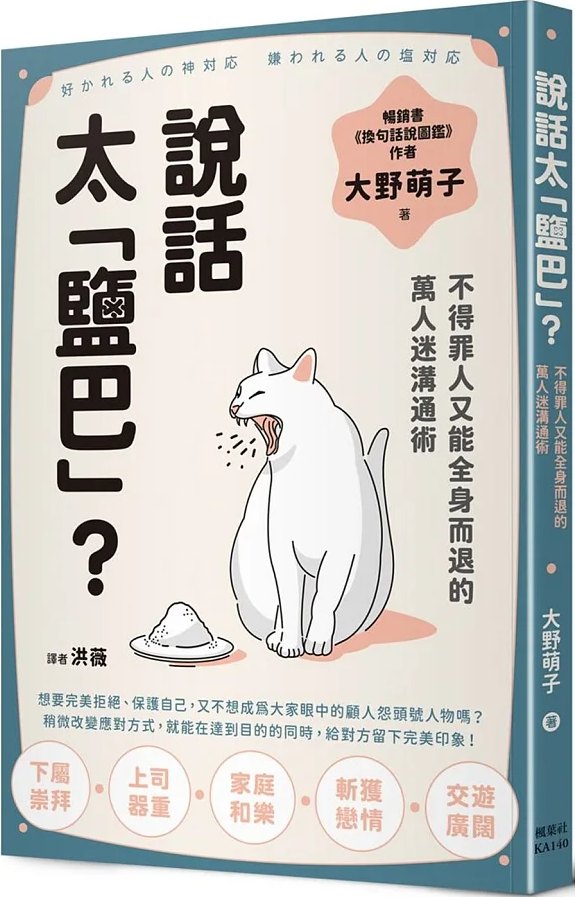 好かれる人の神対応　嫌われる人の塩対応
說話
太「鹽巴」？
暢銷書
《換句話說圖鑑》
作者
大野萌子
著
不得罪人又能全身而退的
萬人迷溝通術
譯者 洪薇
想要完美拒絕、保護自己，又不想成為大家眼中的顧人怨頭號人物嗎？
稍微改變應對方式，就能在達到目的的同時，給對方留下完美印象！
下屬
崇拜
上司
器重
家庭
和樂
斬獲
戀情
交遊
廣闊
說話太「鹽巴」？
不得罪人又能全身而退的
萬人迷溝通術
大野萌子
著
楓葉社
KA140